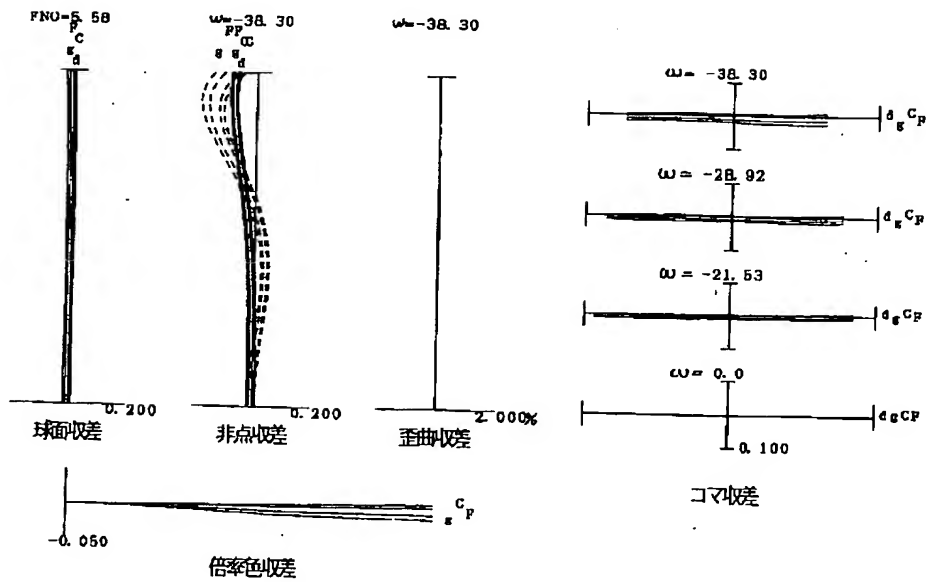 FNO=5.58
F
C
g
d
球面収差
0.200
ω=-38.30
F F C C
g g d
非点収差
0.200
ω=-38.30
歪曲収差
2.000%
ω= -38.30
d g C F
ω= -28.92
d g C F
ω= -21.53
d g C F
ω= 0.0
d g C F
0.100
コマ収差
g C F
-0.050
倍率色収差